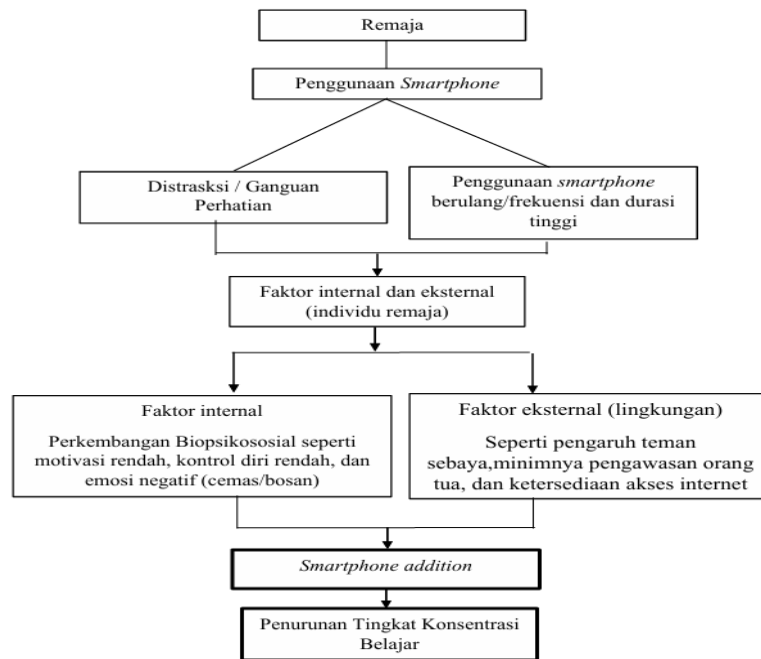 Remaja
Penggunaan Smartphone
Distrasksi / Ganguan
Perhatian
Penggunaan smartphone
berulang/frekuensi dan durasi
tinggi
Faktor internal dan eksternal
(individu remaja)
Faktor internal
Perkembangan Biopsikososial seperti
motivasi rendah, kontrol diri rendah, dan
emosi negatif (cemas/bosan)
Faktor eksternal (lingkungan)
Seperti pengaruh teman
sebaya,minimnya pengawasan orang
tua, dan ketersediaan akses internet
Smartphone addition
Penurunan Tingkat Konsentrasi
Belajar